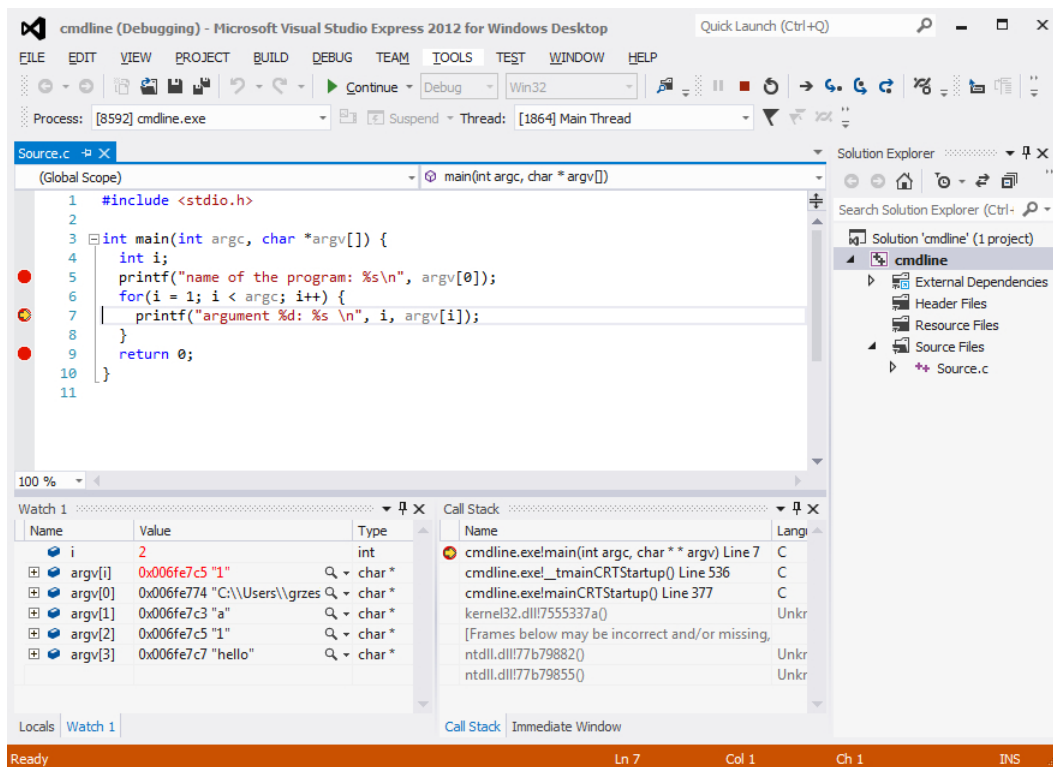 cmdline (Debugging) - Microsoft Visual Studio Express 2012 for Windows Desktop Quick Launch (Ctrl+Q)
FILE EDIT VIEW PROJECT BUILD DEBUG TEAM TOOLS TEST WINDOW HELP
Continue Debug Win32
Process: [8592] cmdline.exe Suspend Thread: [1864] Main Thread
Source.c
(Global Scope) main(int argc, char * argv[])
1 #include <stdio.h>
2
3 int main(int argc, char *argv[]) {
4 int i;
5 printf("name of the program: %s\n", argv[0]);
6 for(i = 1; i < argc; i++) {
7 printf("argument %d: %s \n", i, argv[i]);
8 }
9 return 0;
10 }
11
100 %
Solution Explorer
Search Solution Explorer (Ctrl-
Solution 'cmdline' (1 project)
cmdline
External Dependencies
Header Files
Resource Files
Source Files
Source.c
Watch 1
Name Value Type
i 2 int
argv[i] 0x006fe7c5 "1" char *
argv[0] 0x006fe774 "C:\\Users\\grzes char *
argv[1] 0x006fe7c3 "a" char *
argv[2] 0x006fe7c5 "1" char *
argv[3] 0x006fe7c7 "hello" char *
Locals Watch 1
Call Stack
Name Langu
cmdline.exe!main(int argc, char * * argv) Line 7 C
cmdline.exe!__tmainCRTStartup() Line 536 C
cmdline.exe!mainCRTStartup() Line 377 C
kernel32.dll!7555337a() Unkr
[Frames below may be incorrect and/or missing,
ntdll.dll!77b79882() Unkr
ntdll.dll!77b79855() Unkr
Call Stack Immediate Window
Ready Ln 7 Col 1 Ch 1 INS